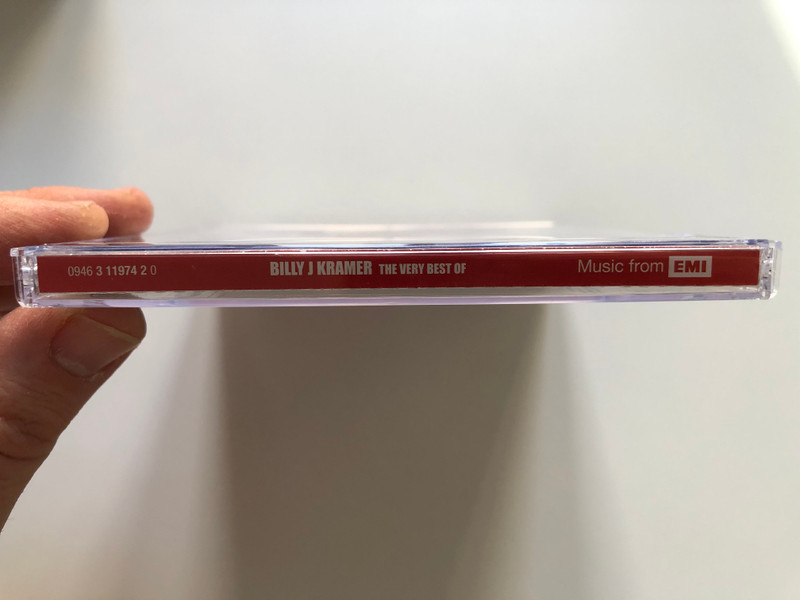 0946 3 11974 2 0 BILLY J KRAMER THE VERY BEST OF Music from EMI